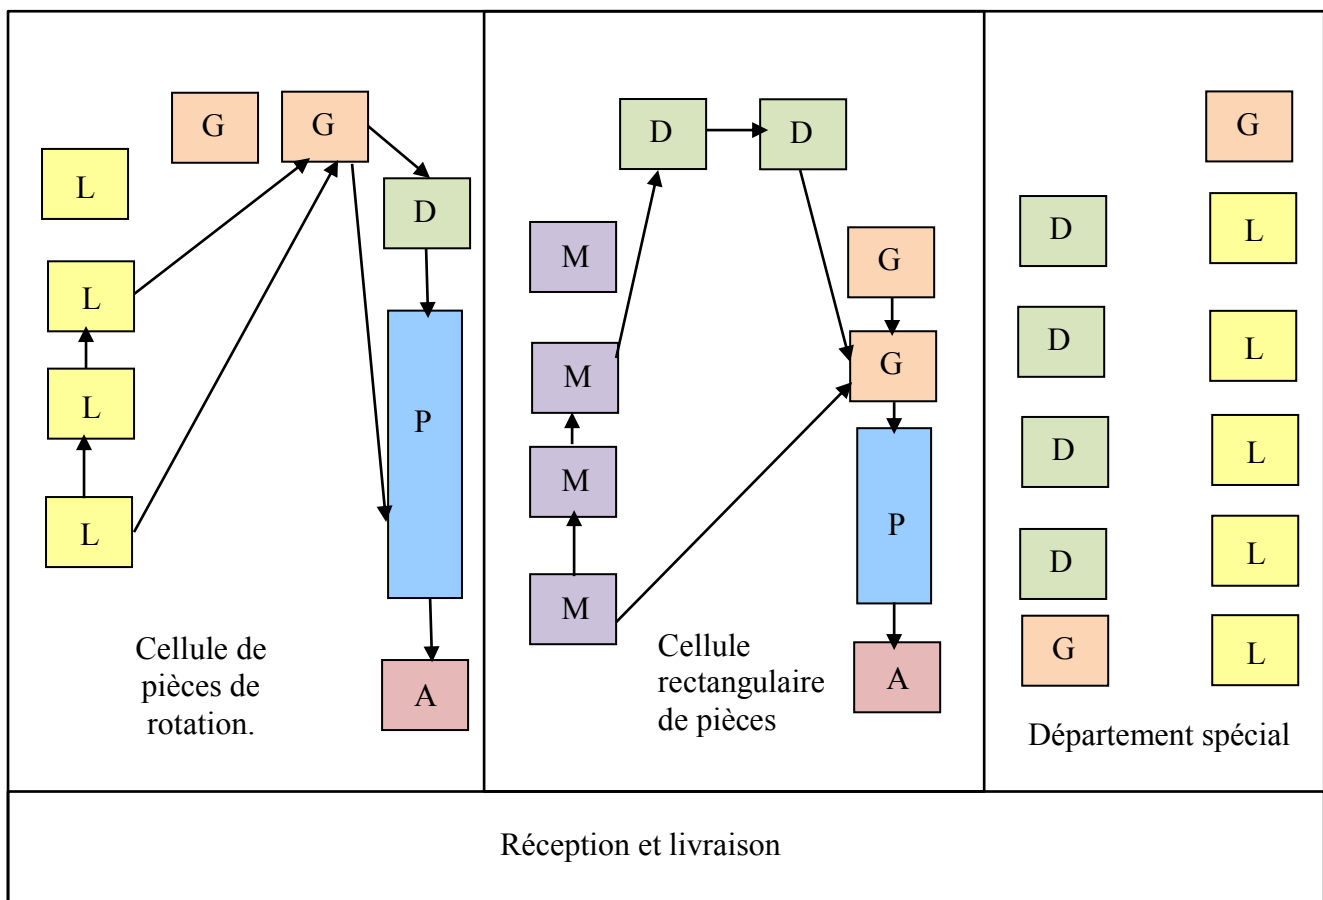 G
G
L
D
L
L
P
L
Cellule de
pièces de
rotation.
A
D
D
M
G
M
G
M
P
M
Cellule
rectangulaire
de pièces
A
G
D
L
D
L
D
L
D
L
G
L
Département spécial
Réception et livraison